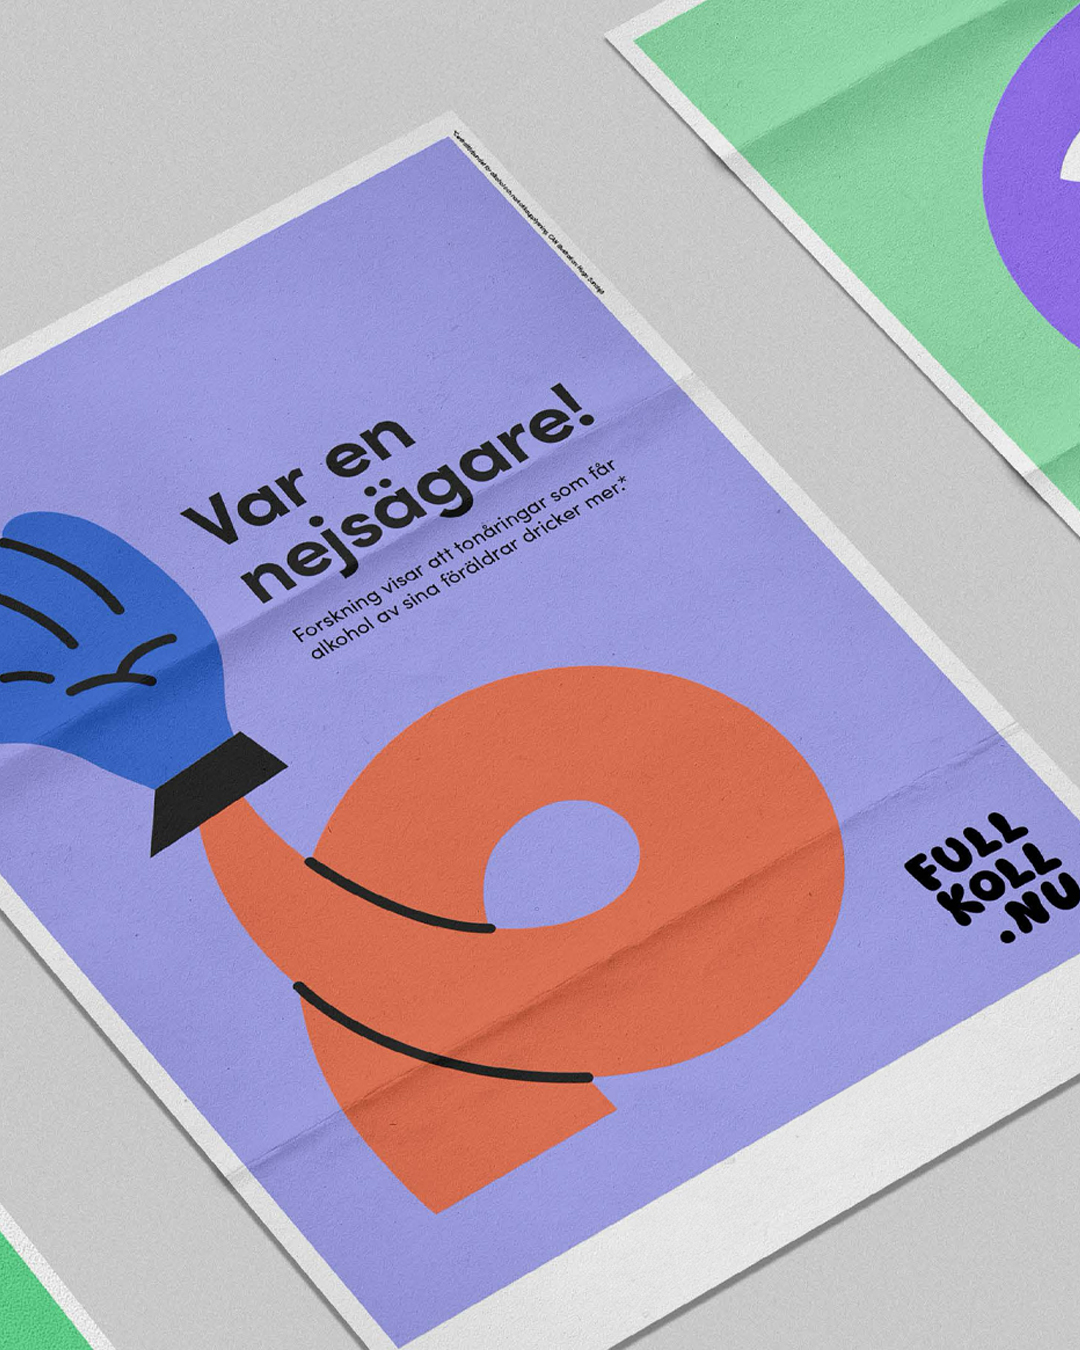 Var en
nejsägare!
Forskning visar att tonåringar som får
alkohol av sina föräldrar dricker mer.*
FULL
KOLL
.NU